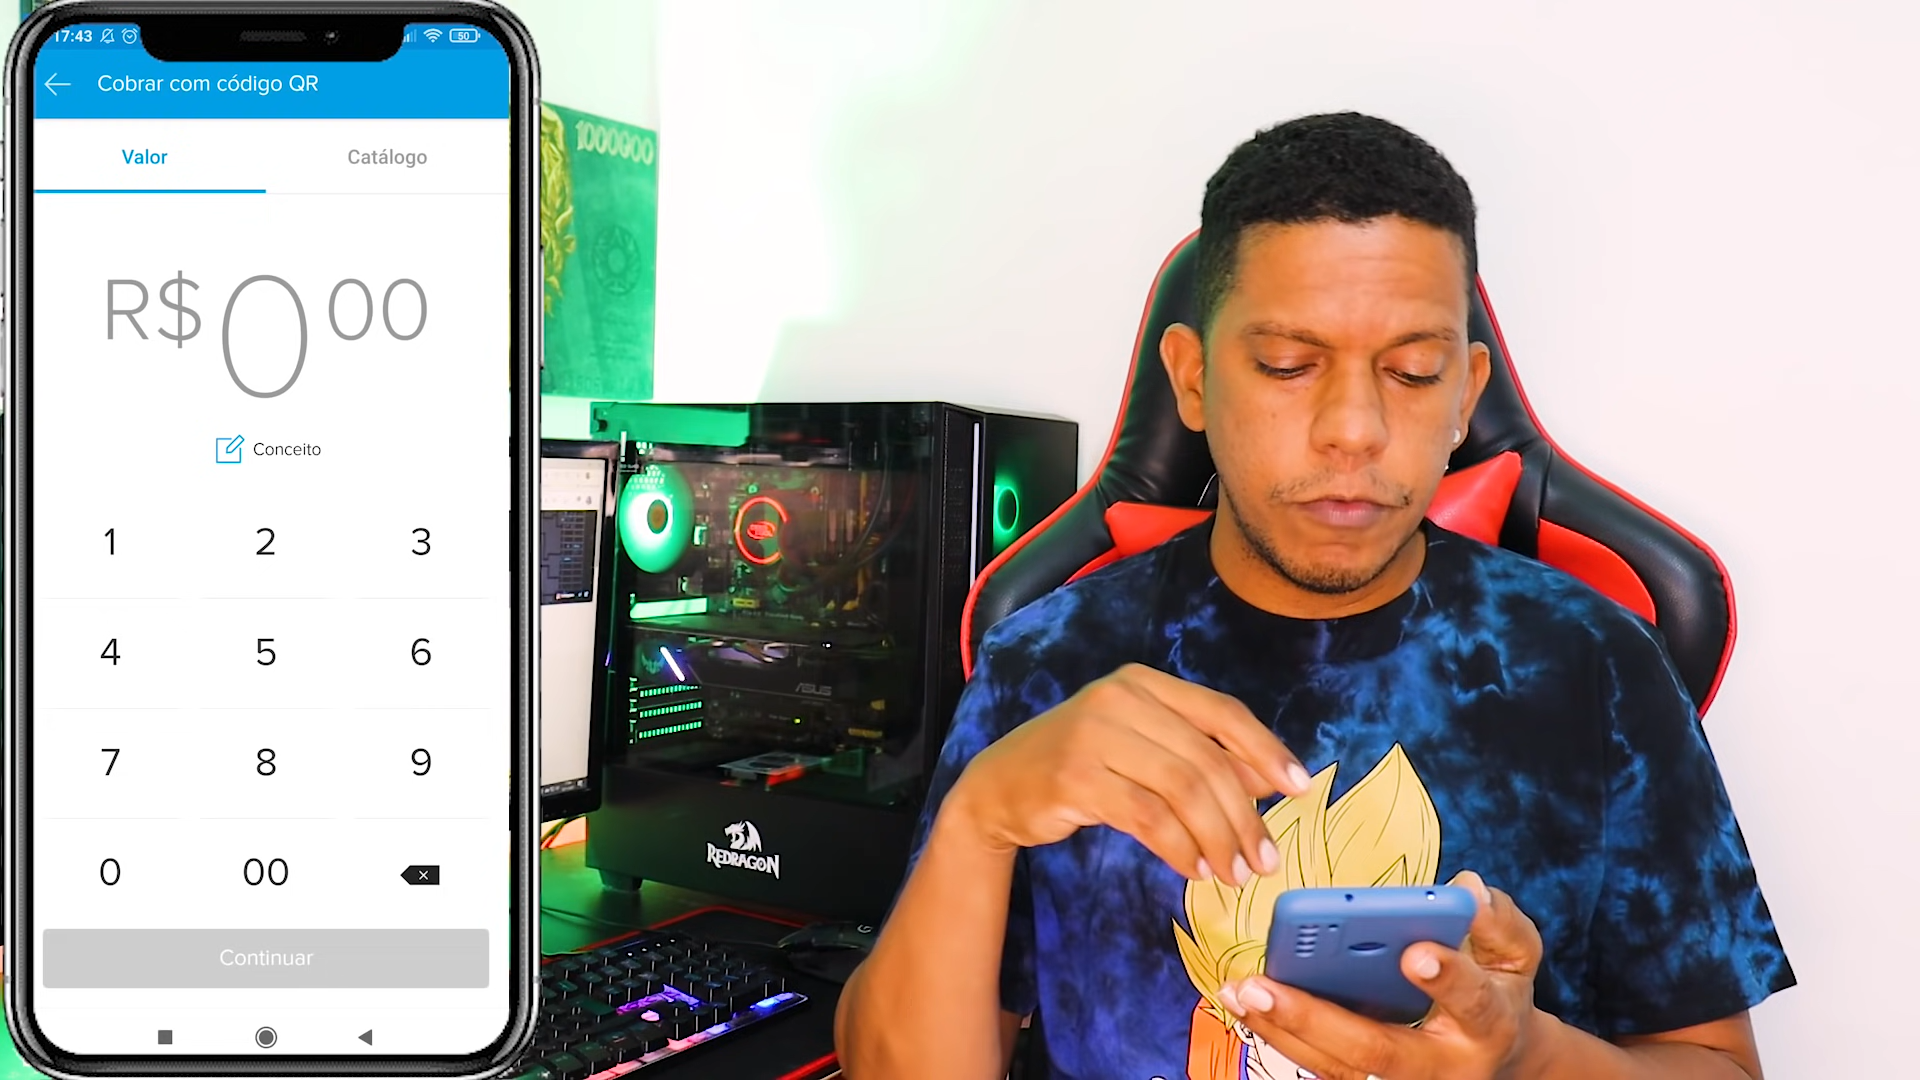 17:43
50
Cobrar com código QR
Valor
Catálogo
R$ 0 00
Conceito
1 2 3
4 5 6
7 8 9
0 00
Continuar
1000000
ASUS
REDRAGON